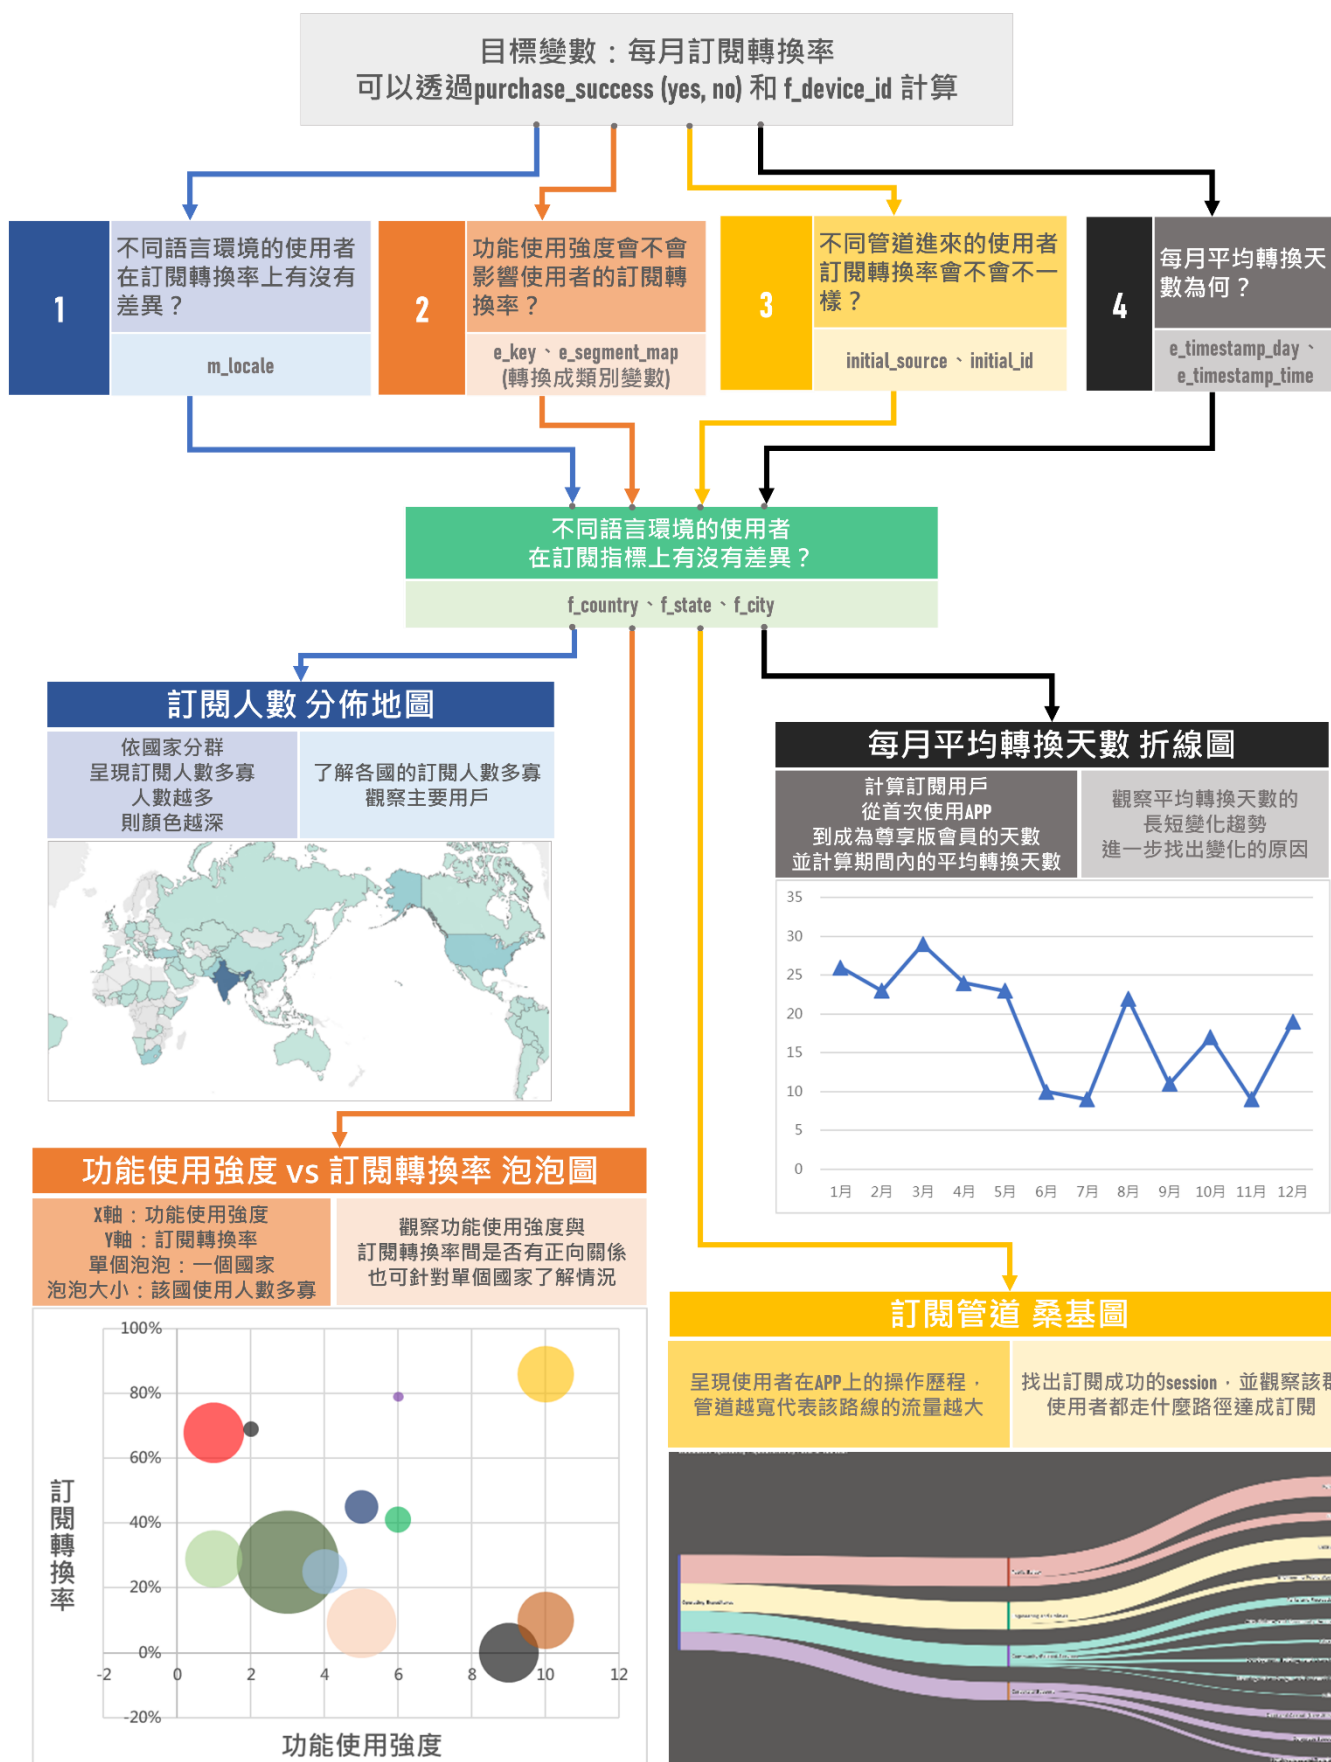 目標變數：每月訂閱轉換率
可以透過purchase_success (yes, no) 和 f_device_id 計算
1
不同語言環境的使用者
在訂閱轉換率上有沒有
差異？
m_locale
2
功能使用強度會不會
影響使用者的訂閱轉
換率？
e_key、e_segment_map
(轉換成類別變數)
3
不同管道進來的使用者
訂閱轉換率會不會不一
樣？
initial_source、initial_id
4
每月平均轉換天
數為何？
e_timestamp_day、
e_timestamp_time
不同語言環境的使用者
在訂閱指標上有沒有差異？
f_country、f_state、f_city
訂閱人數 分佈地圖
依國家分群
呈現訂閱人數多寡
人數越多
則顏色越深
了解各國的訂閱人數多寡
觀察主要用戶
每月平均轉換天數 折線圖
計算訂閱用戶
從首次使用APP
到成為尊享版會員的天數
並計算期間內的平均轉換天數
觀察平均轉換天數的
長短變化趨勢
進一步找出變化的原因
35
30
25
20
15
10
5
0
1月 2月 3月 4月 5月 6月 7月 8月 9月 10月 11月 12月
功能使用強度 vs 訂閱轉換率 泡泡圖
X軸：功能使用強度
Y軸：訂閱轉換率
單個泡泡：一個國家
泡泡大小：該國使用人數多寡
觀察功能使用強度與
訂閱轉換率間是否有正向關係
也可針對單個國家了解情況
100%
80%
60%
40%
20%
0%
-20%
-2 0 2 4 6 8 10 12
訂閱轉換率
功能使用強度
訂閱管道 桑基圖
呈現使用者在APP上的操作歷程，
管道越寬代表該路線的流量越大
找出訂閱成功的session，並觀察該群
使用者都走什麼路徑達成訂閱